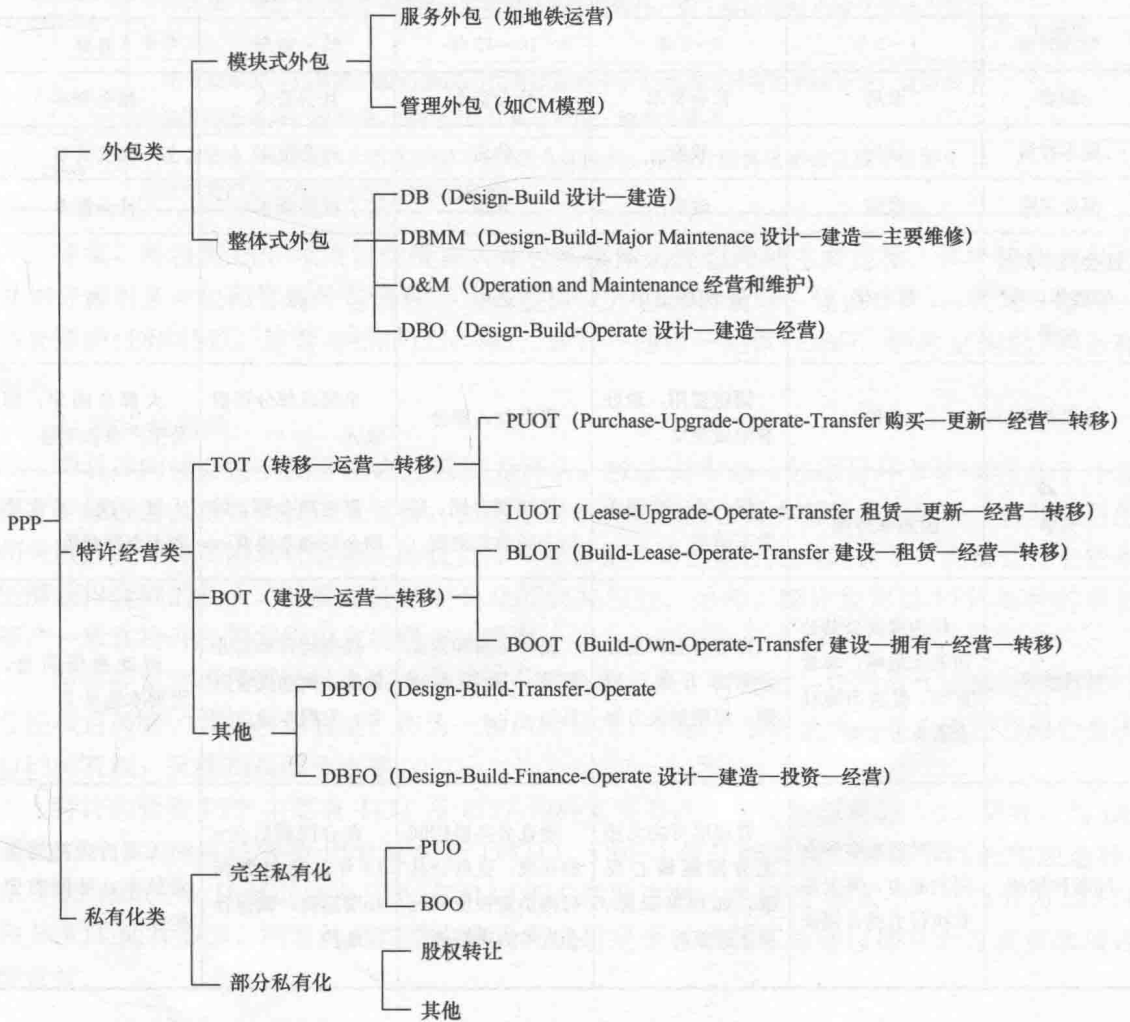 服务外包（如地铁运营）
模块式外包
管理外包（如CM模型）
外包类
DB（Design-Build 设计—建造）
DBMM（Design-Build-Major Maintenace 设计—建造—主要维修）
整体式外包
O&M（Operation and Maintenance 经营和维护）
DBO（Design-Build-Operate 设计—建造—经营）
PUOT（Purchase-Upgrade-Operate-Transfer 购买—更新—经营—转移）
TOT（转移—运营—转移）
LUOT（Lease-Upgrade-Operate-Transfer 租赁—更新—经营—转移）
PPP
特许经营类
BLOT（Build-Lease-Operate-Transfer 建设—租赁—经营—转移）
BOT（建设—运营—转移）
BOOT（Build-Own-Operate-Transfer 建设—拥有—经营—转移）
DBTO（Design-Build-Transfer-Operate
其他
DBFO（Design-Build-Finance-Operate 设计—建造—投资—经营）
PUO
完全私有化
BOO
私有化类
股权转让
部分私有化
其他